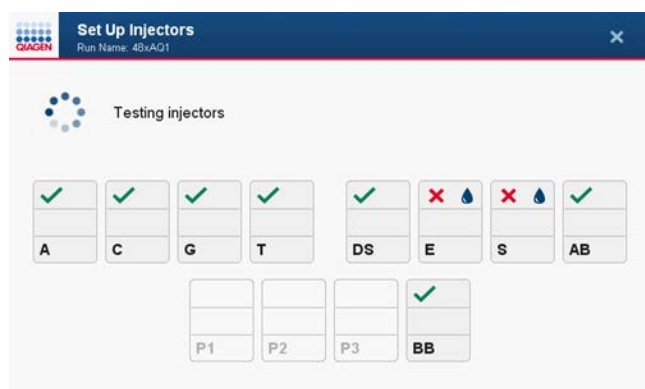 QIAGEN
Set Up Injectors
Run Name: 48xAQ1
Testing injectors
A C G T DS E S AB
P1 P2 P3 BB